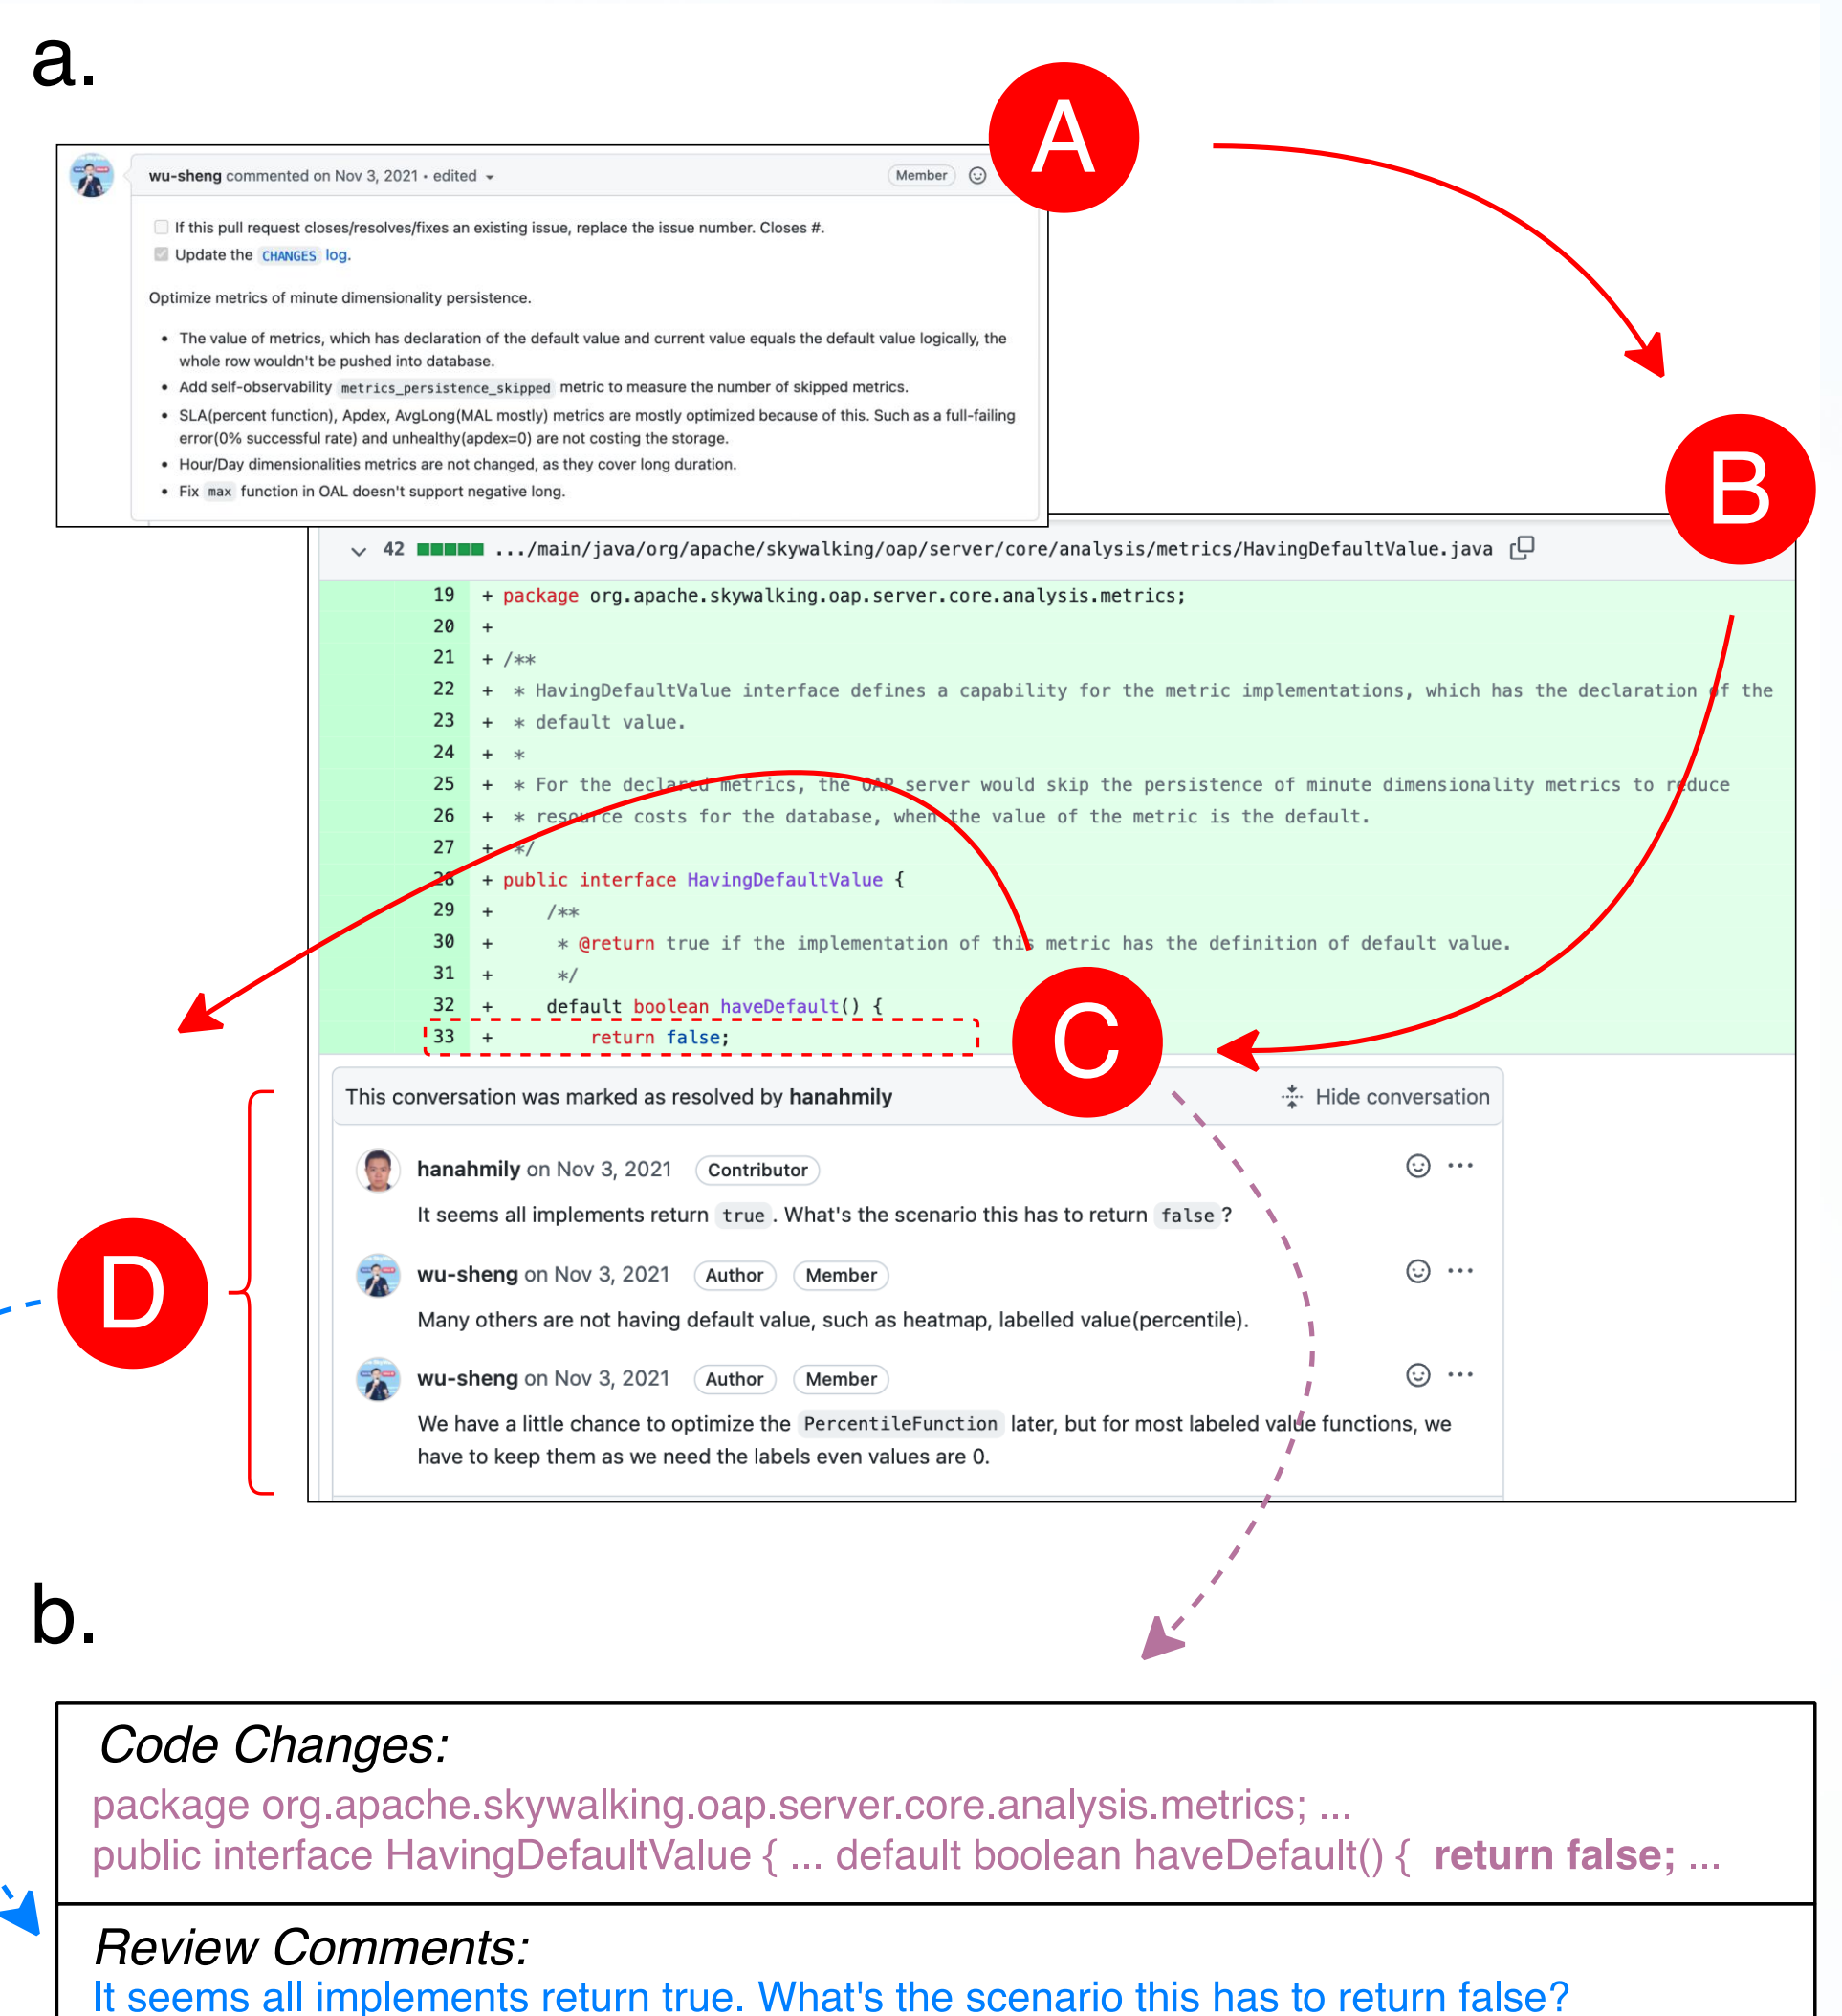 a.
A
wu-sheng commented on Nov 3, 2021 • edited
Member
If this pull request closes/resolves/fixes an existing issue, replace the issue number. Closes #.
Update the CHANGES log.
Optimize metrics of minute dimensionality persistence.
• The value of metrics, which has declaration of the default value and current value equals the default value logically, the
whole row wouldn't be pushed into database.
• Add self-observability metrics_persistence_skipped metric to measure the number of skipped metrics.
• SLA(percent function), Apdex, AvgLong(MAL mostly) metrics are mostly optimized because of this. Such as a full-failing
error(0% successful rate) and unhealthy(apdex=0) are not costing the storage.
• Hour/Day dimensionalities metrics are not changed, as they cover long duration.
• Fix max function in OAL doesn't support negative long.
B
42 .../main/java/org/apache/skywalking/oap/server/core/analysis/metrics/HavingDefaultValue.java
19 + package org.apache.skywalking.oap.server.core.analysis.metrics;
20 +
21 + /**
22 + * HavingDefaultValue interface defines a capability for the metric implementations, which has the declaration of the
23 + * default value.
24 + *
25 + * For the declared metrics, the OAP server would skip the persistence of minute dimensionality metrics to reduce
26 + * resource costs for the database, when the value of the metric is the default.
27 + */
28 + public interface HavingDefaultValue {
29 + /**
30 + * @return true if the implementation of this metric has the definition of default value.
31 + */
32 + default boolean haveDefault() {
33 + return false;
C
This conversation was marked as resolved by hanahmily
Hide conversation
hanahmily on Nov 3, 2021 Contributor
It seems all implements return true. What's the scenario this has to return false?
D
wu-sheng on Nov 3, 2021 Author Member
Many others are not having default value, such as heatmap, labelled value(percentile).
wu-sheng on Nov 3, 2021 Author Member
We have a little chance to optimize the PercentileFunction later, but for most labeled value functions, we
have to keep them as we need the labels even values are 0.
b.
Code Changes:
package org.apache.skywalking.oap.server.core.analysis.metrics; ...
public interface HavingDefaultValue { ... default boolean haveDefault() { return false; ...
Review Comments:
It seems all implements return true. What's the scenario this has to return false?